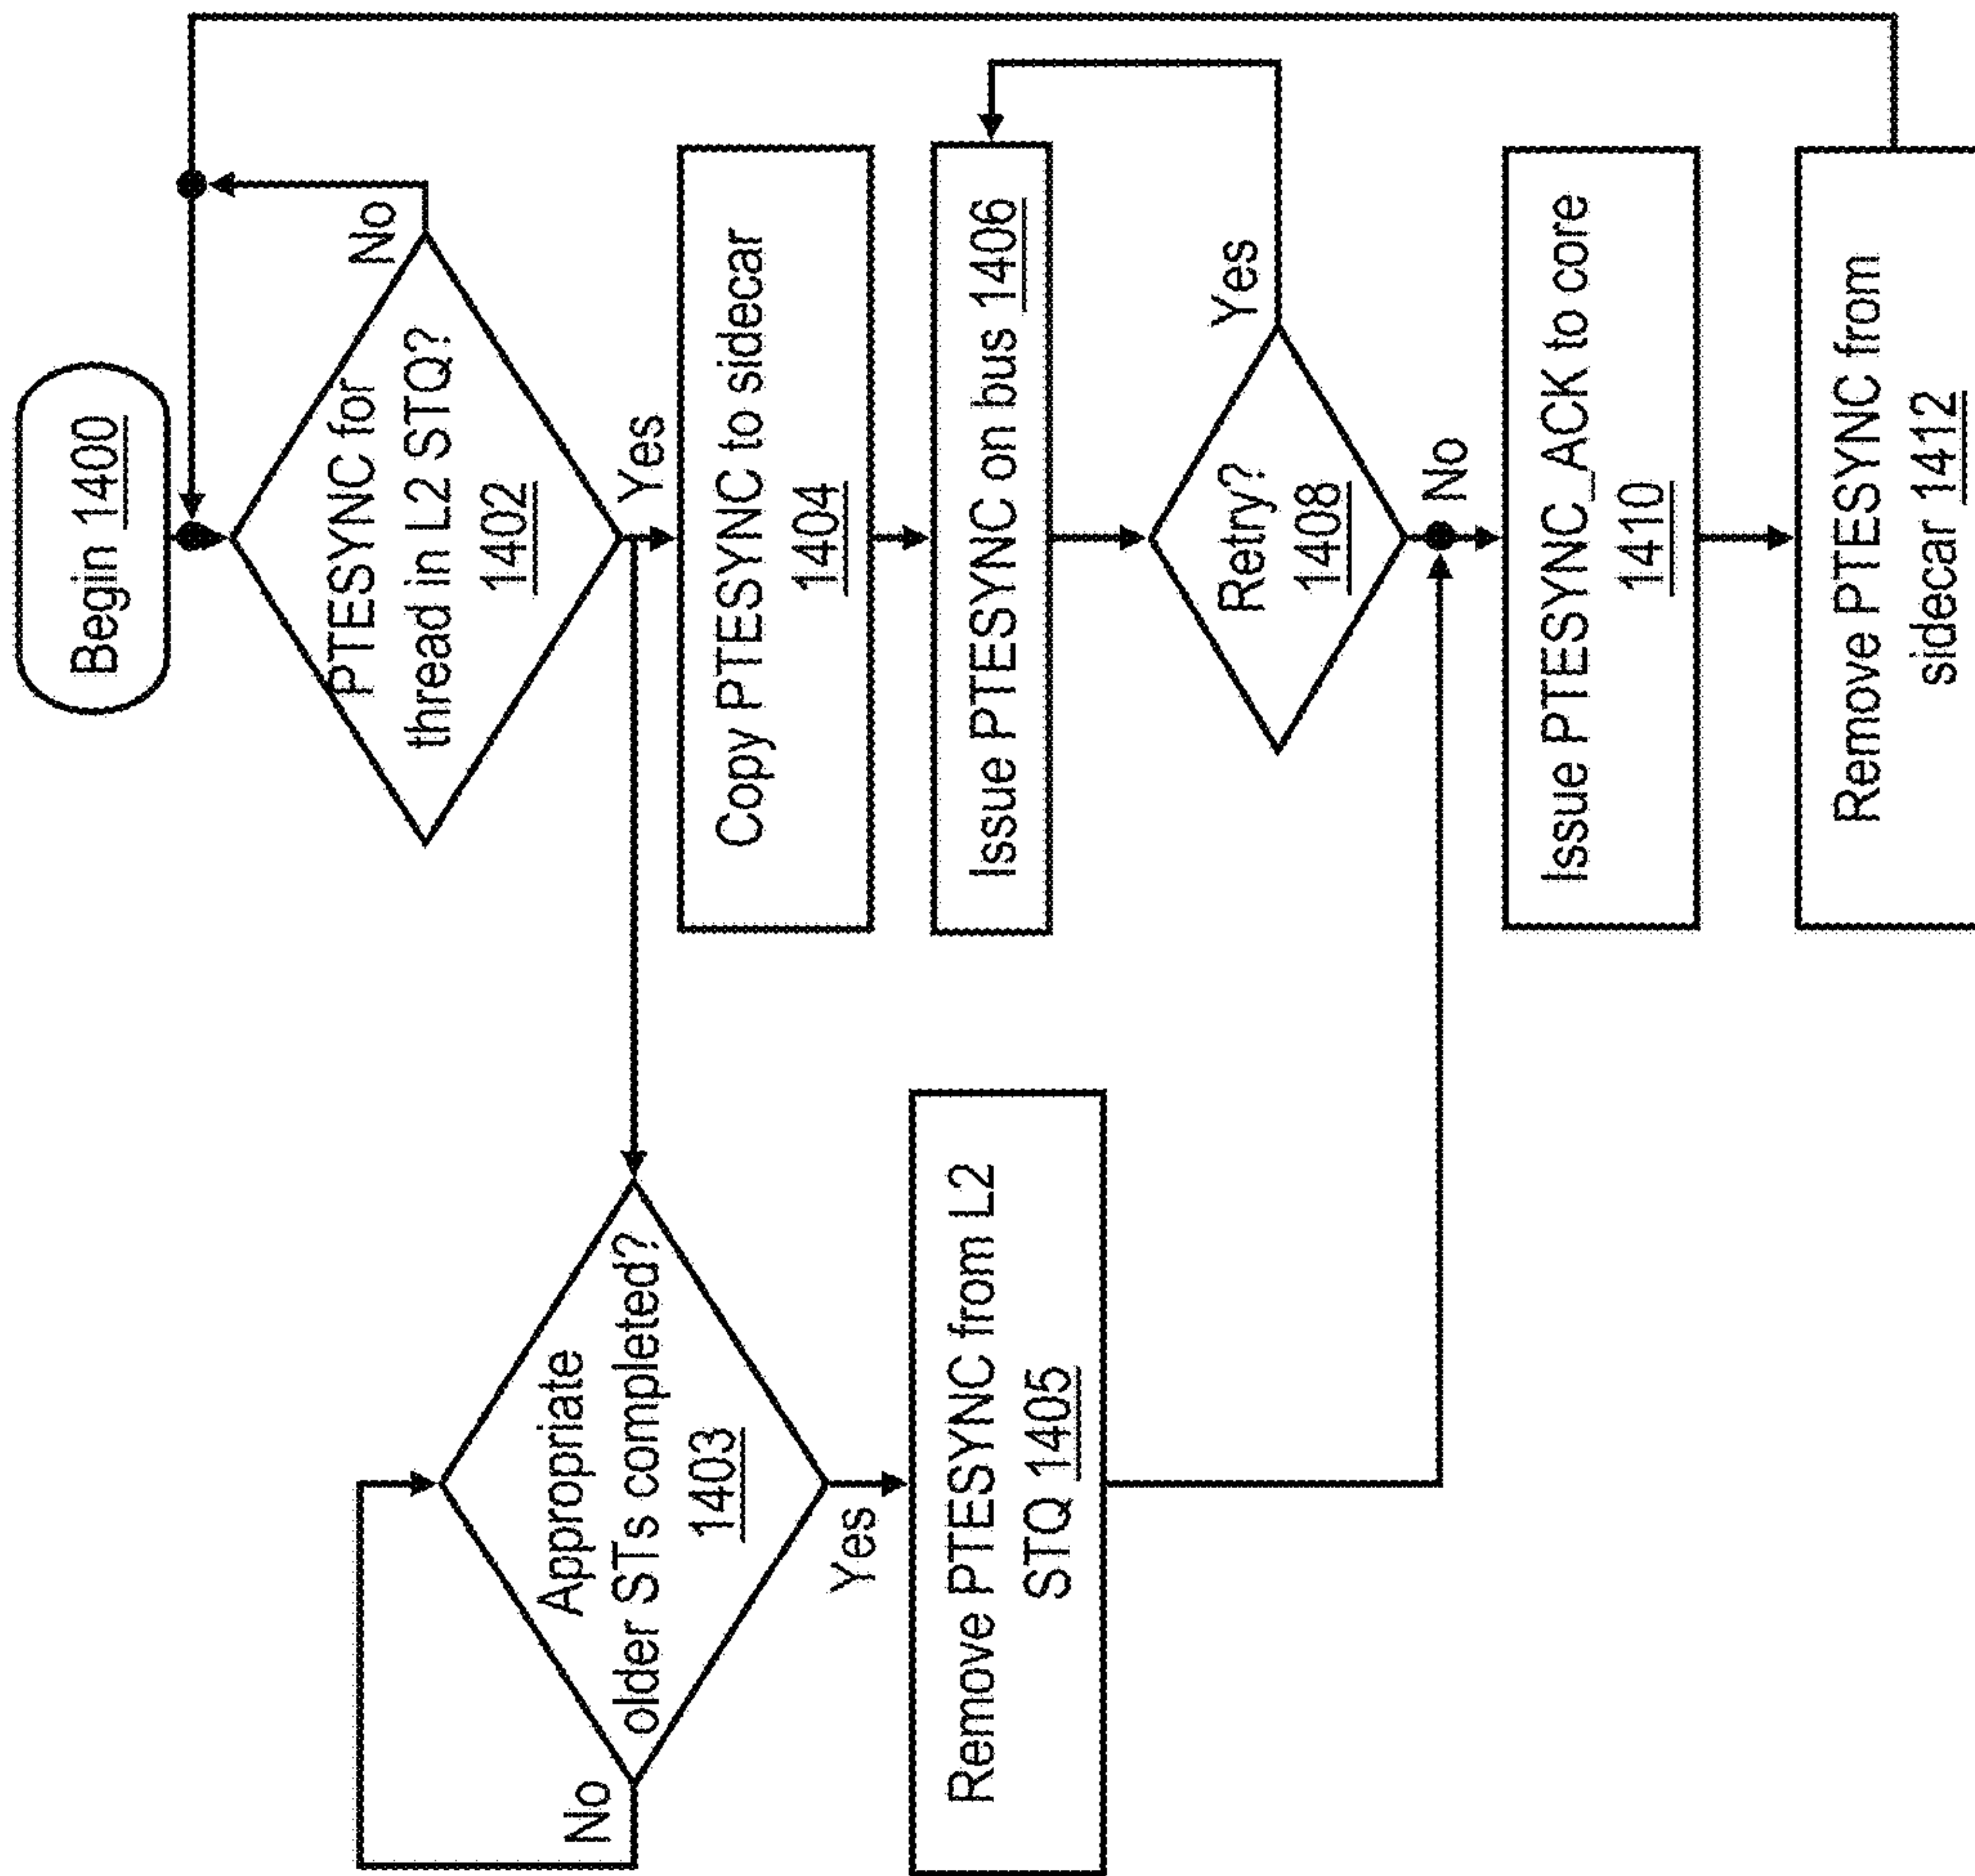 Begin 1400
PTESYNC for
thread in L2 STQ?
1402
No
Yes
Appropriate
older STs completed?
1403
No
Yes
Copy PTESYNC to sidecar
1404
Remove PTESYNC from L2
STQ 1405
Issue PTESYNC on bus 1406
Retry?
1408
Yes
No
Issue PTESYNC_ACK to core
1410
Remove PTESYNC from
sidecar 1412